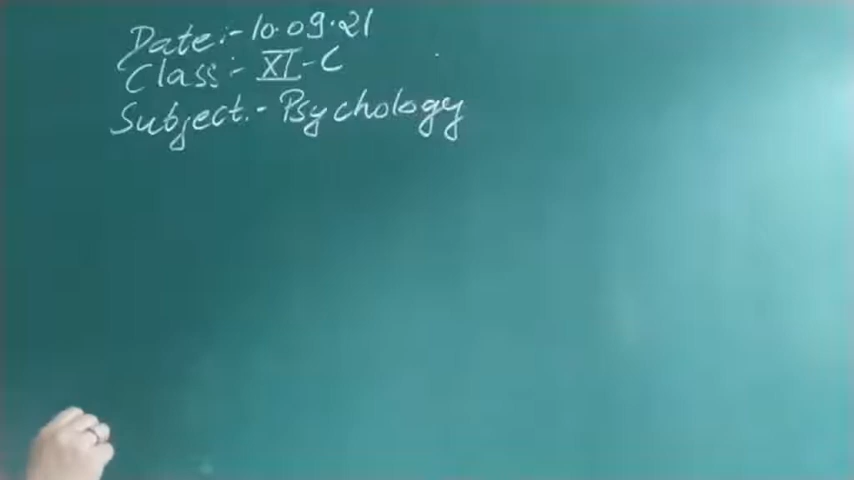 Date:- 10.09.21
Class:- XI-C
Subject:- Psychology